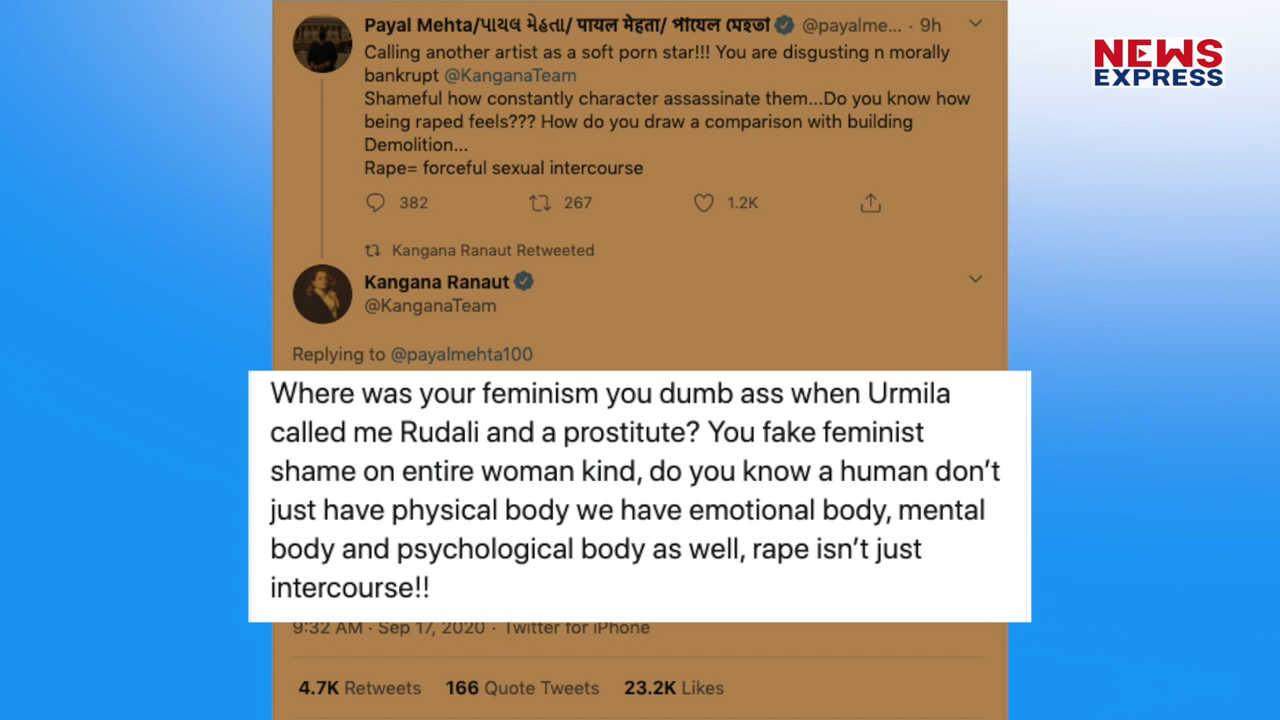 Payal Mehta/પાયલ મેહતા/ पायल मेहता/ পায়েল মেহতা @payalme... · 9h
NEWS
EXPRESS
Calling another artist as a soft porn star!!! You are disgusting n morally
bankrupt @KanganaTeam
Shameful how constantly character assassinate them...Do you know how
being raped feels??? How do you draw a comparison with building
Demolition...
Rape= forceful sexual intercourse
382 267 1.2K
Kangana Ranaut Retweeted
Kangana Ranaut
@KanganaTeam
Replying to @payalmehta100
Where was your feminism you dumb ass when Urmila
called me Rudali and a prostitute? You fake feminist
shame on entire woman kind, do you know a human don't
just have physical body we have emotional body, mental
body and psychological body as well, rape isn't just
intercourse!!
9:32 AM · Sep 17, 2020 · Twitter for iPhone
4.7K Retweets 166 Quote Tweets 23.2K Likes